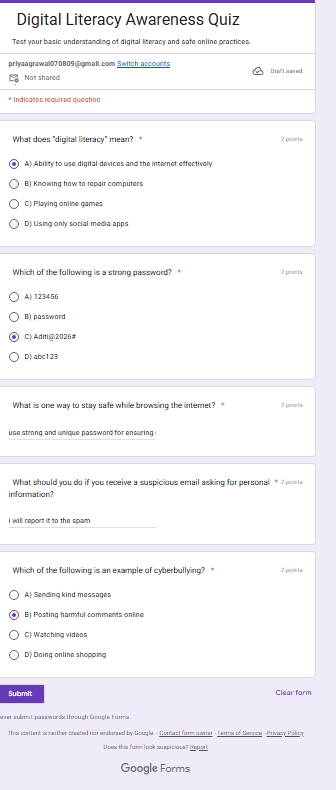 Digital Literacy Awareness Quiz
Test your basic understanding of digital literacy and safe online practices.
priyaagrawal070809@gmail.com Switch accounts
Draft saved
Not shared
* Indicates required question
What does "digital literacy" mean? *
2 points
A) Ability to use digital devices and the internet effectively
B) Knowing how to repair computers
C) Playing online games
D) Using only social media apps
Which of the following is a strong password? *
2 points
A) 123456
B) password
C) Aditi@2026#
D) abc123
What is one way to stay safe while browsing the internet? *
2 points
use strong and unique password for ensuring
What should you do if you receive a suspicious email asking for personal * 2 points
information?
i will report it to the spam
Which of the following is an example of cyberbullying? *
2 points
A) Sending kind messages
B) Posting harmful comments online
C) Watching videos
D) Doing online shopping
Submit
Clear form
ever submit passwords through Google Forms.
This content is neither created nor endorsed by Google. - Contact form owner - Terms of Service - Privacy Policy
Does this form look suspicious? Report
Google Forms